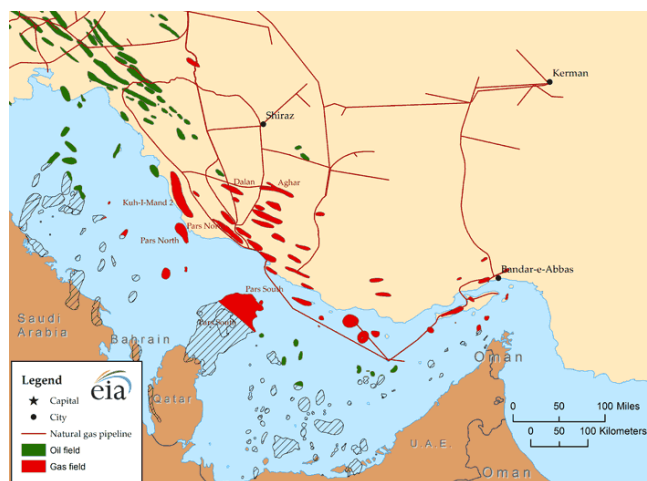 Kerman
Shiraz
Dalan
Aghar
Kuh-I-Mand 2
Pars Nor
Pars North
Bandar-e-Abbas
Pars South
Pars South
Saudi
Arabia
Bahrain
Qatar
Oman
U.A.E.
Oman
Legend
eia
Capital
City
Natural gas pipeline
Oil field
Gas field
0 50 100 Miles
0 50 100 Kilometers